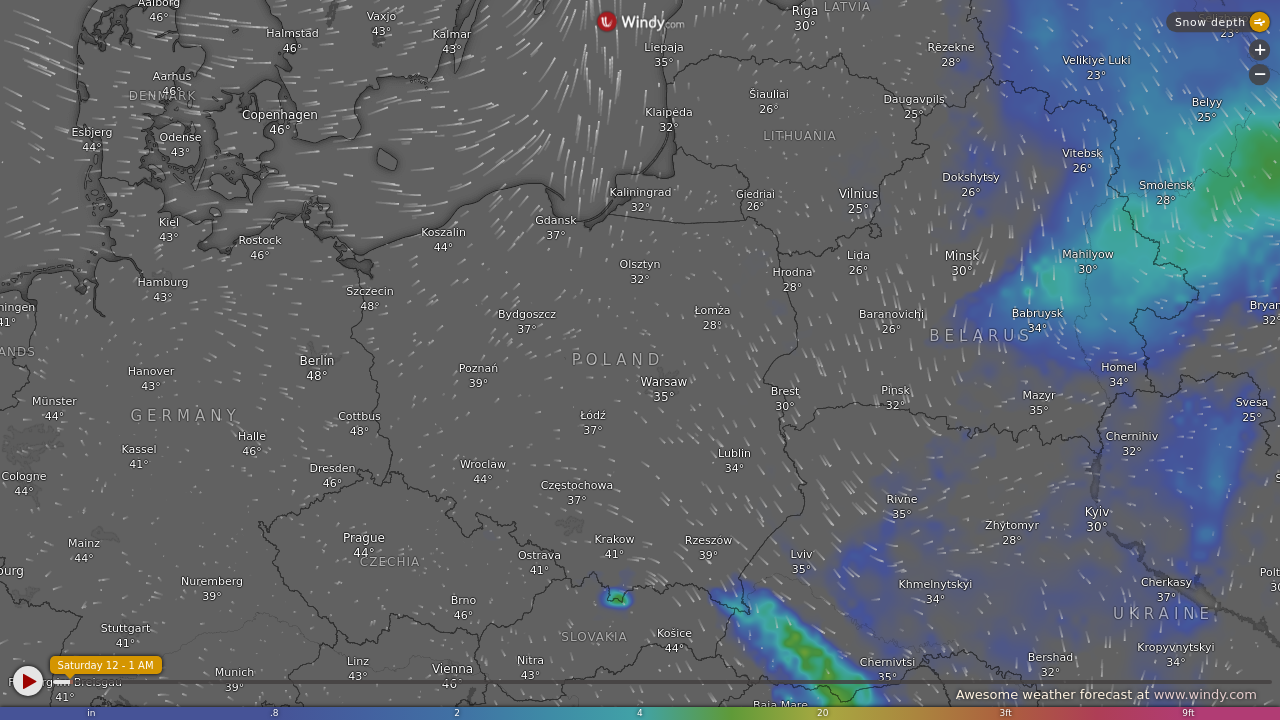 Aalborg
46°
Vaxjo
43°
Riga
30°
LATVIA
Windy.com
Snow depth
23°
Halmstad
46°
Kalmar
43°
Liepaja
35°
Rēzekne
28°
Velikiye Luki
23°
+
−
Aarhus
46°
DENMARK
Šiauliai
26°
Daugavpils
25°
Belyy
25°
Copenhagen
46°
Klaipėda
32°
LITHUANIA
Esbjerg
44°
Odense
43°
Vitebsk
26°
Dokshytsy
26°
Smolensk
28°
Kaliningrad
32°
Giedriai
26°
Vilnius
25°
Kiel
43°
Rostock
46°
Koszalin
44°
Gdansk
37°
Olsztyn
32°
Hrodna
28°
Lida
26°
Minsk
30°
Mahilyow
30°
Hamburg
43°
Szczecin
48°
ningen
41°
Bydgoszcz
37°
Łomża
28°
Baranovichi
26°
Babruysk
34°
Bryan
32°
BELARUS
ANDS
Berlin
48°
POLAND
Hanover
43°
Poznań
39°
Warsaw
35°
Brest
30°
Pinsk
32°
Homel
34°
Mazyr
35°
Münster
44°
GERMANY
Cottbus
48°
Łódź
37°
Svesa
25°
Halle
46°
Kassel
41°
Chernihiv
32°
Lublin
34°
Cologne
44°
Dresden
46°
Wroclaw
44°
Częstochowa
37°
S
Rivne
35°
Kyiv
30°
Zhytomyr
28°
Mainz
44°
Prague
44°
CZECHIA
Ostrava
41°
Krakow
41°
Rzeszow
39°
Lviv
35°
burg
Nuremberg
39°
Brno
46°
Khmelnytskyi
34°
Cherkasy
37°
Polt
30
UKRAINE
Stuttgart
41°
SLOVAKIA
Košice
44°
Kropyvnytskyi
34°
Saturday 12 - 1 AM
Munich
39°
Linz
43°
Vienna
46°
Nitra
43°
Chernivtsi
35°
Bershad
32°
Breisgau
41°
Awesome weather forecast at www.windy.com
Baia Mare
in .8 2 4 20 3ft 9ft